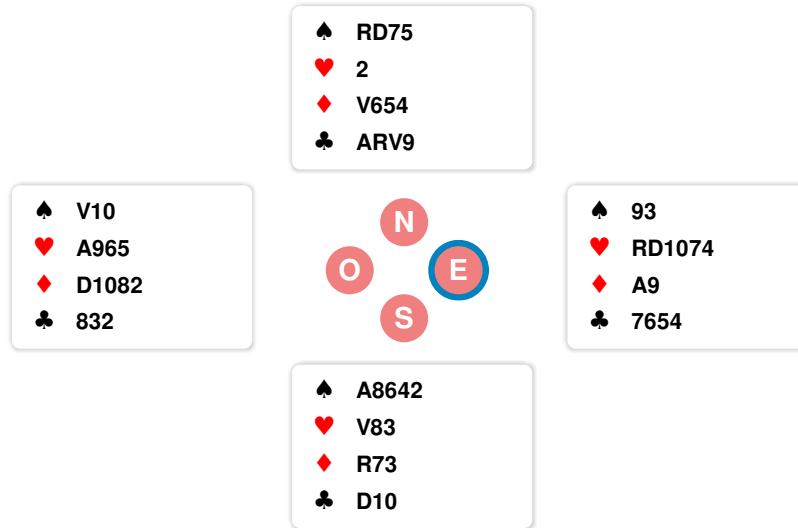 ♠ RD75
♥ 2
♦ V654
♣ ARV9
♠ V10
♥ A965
♦ D1082
♣ 832
N
O
E
S
♠ 93
♥ RD1074
♦ A9
♣ 7654
♠ A8642
♥ V83
♦ R73
♣ D10